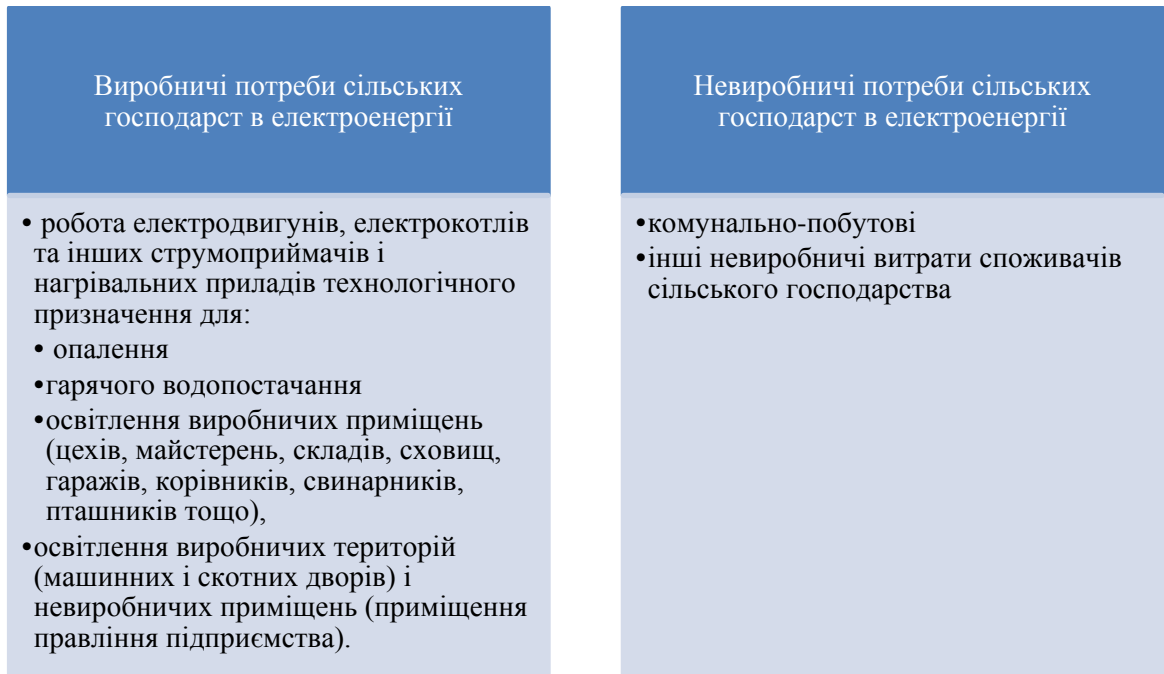 Виробничі потреби сільських
господарст в електроенергії
• робота електродвигунів, електрокотлів
та інших струмоприймачів і
нагрівальних приладів технологічного
призначення для:
• опалення
•гарячого водопостачання
•освітлення виробничих приміщень
(цехів, майстерень, складів, сховищ,
гаражів, корівників, свинарників,
пташників тощо),
•освітлення виробничих територій
(машинних і скотних дворів) і
невиробничих приміщень (приміщення
правління підприємства).
Невиробничі потреби сільських
господарст в електроенергії
•комунально-побутові
•інші невиробничі витрати споживачів
сільського господарства